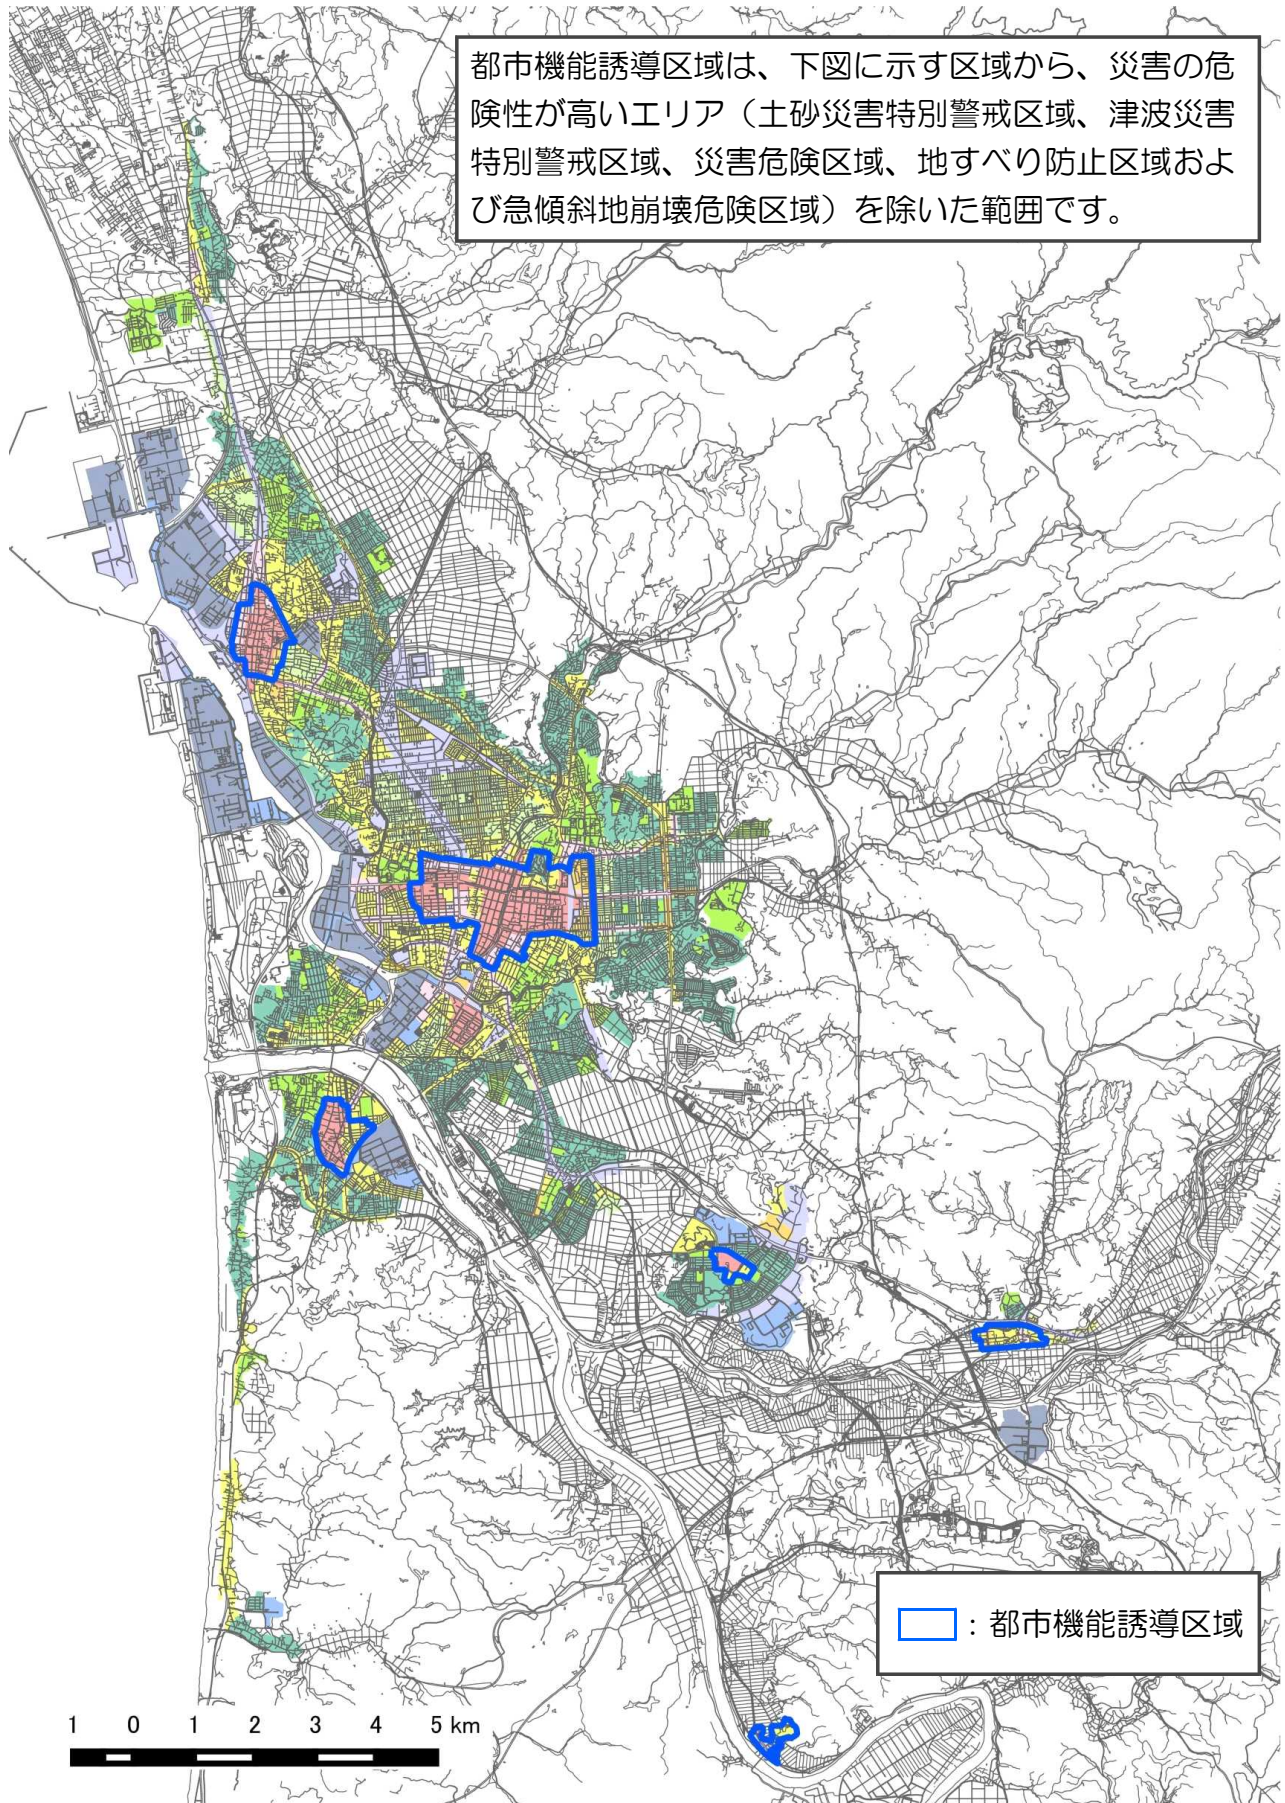 都市機能誘導区域は、下図に示す区域から、災害の危
険性が高いエリア（土砂災害特別警戒区域、津波災害
特別警戒区域、災害危険区域、地すべり防止区域およ
び急傾斜地崩壊危険区域）を除いた範囲です。
：都市機能誘導区域
1 0 1 2 3 4 5 km